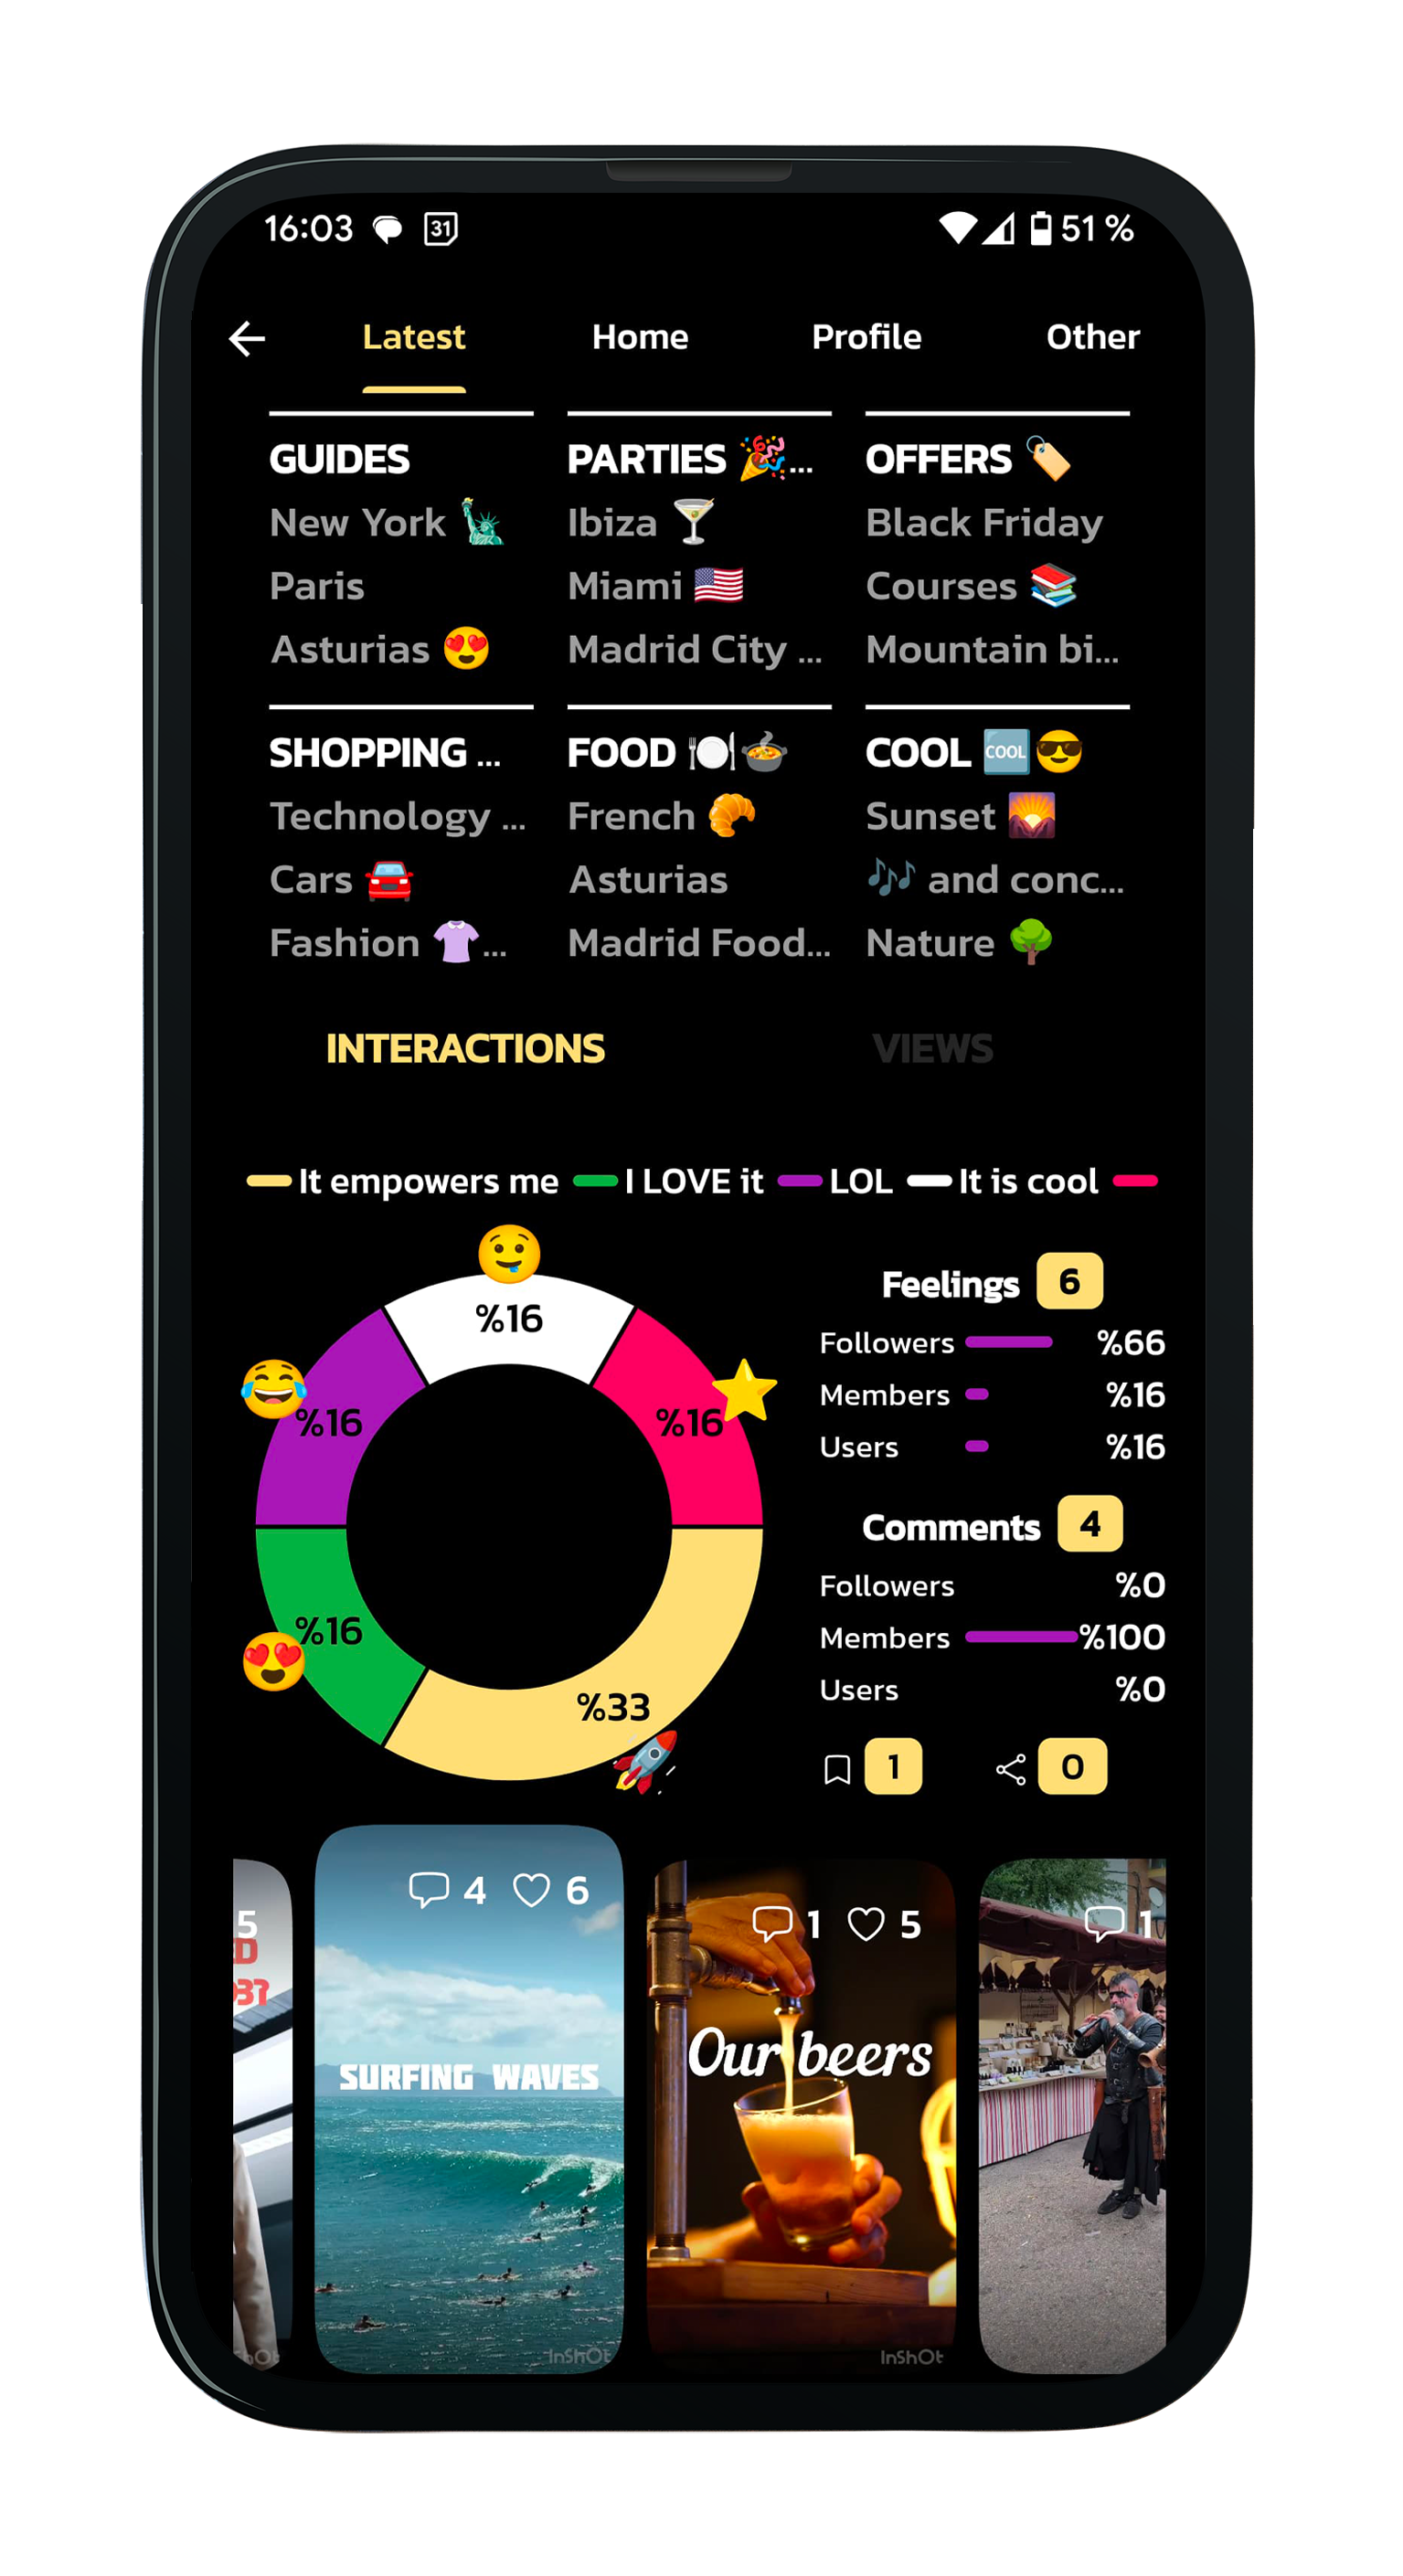 16:03 31 51 %
Latest Home Profile Other
GUIDES PARTIES 🎉... OFFERS 🏷️
New York 🗽 Ibiza 🍸 Black Friday
Paris Miami 🇺🇸 Courses 📚
Asturias 😍 Madrid City ... Mountain bi...
SHOPPING ... FOOD 🍽️🍲 COOL 🆒😎
Technology ... French 🥐 Sunset 🌄
Cars 🚘 Asturias 🎶 and conc...
Fashion 👚... Madrid Food... Nature 🌳
INTERACTIONS VIEWS
It empowers me I LOVE it LOL It is cool
%16
%16
%16
%16
%33
Feelings 6
Followers %66
Members %16
Users %16
Comments 4
Followers %0
Members %100
Users %0
1 0
5
4 6
SURFING WAVES
InShOt
1 5
Our beers
InShOt
1